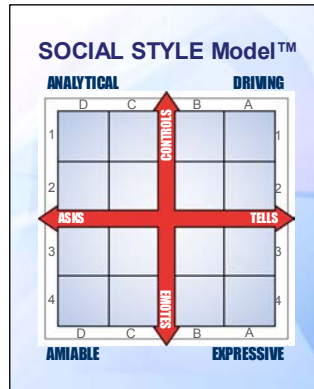 SOCIAL STYLE Model™
ANALYTICAL DRIVING
D C B A
1 1
CONTROLS
2 2
ASKS TELLS
3 3
EMOTES
4 4
D C B A
AMIABLE EXPRESSIVE